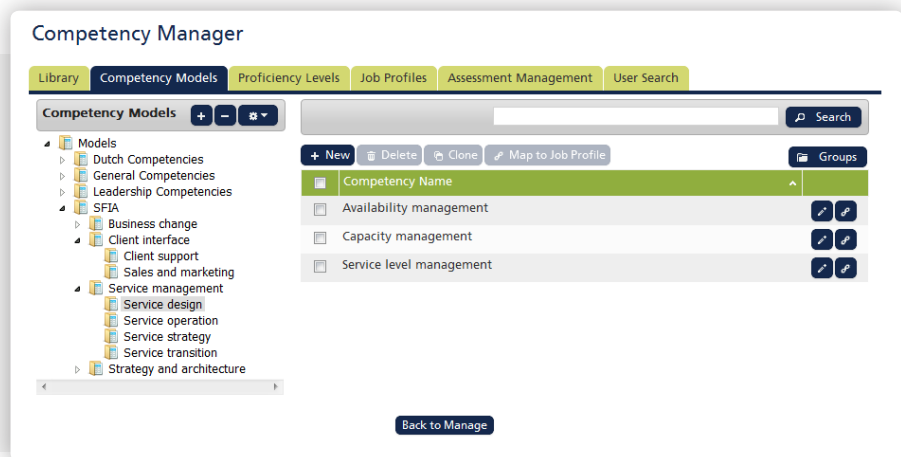 Competency Manager
Library Competency Models Proficiency Levels Job Profiles Assessment Management User Search
Competency Models
Models
Dutch Competencies
General Competencies
Leadership Competencies
SFIA
Business change
Client interface
Client support
Sales and marketing
Service management
Service design
Service operation
Service strategy
Service transition
Strategy and architecture
Search
New Delete Clone Map to Job Profile Groups
Competency Name
Availability management
Capacity management
Service level management
Back to Manage